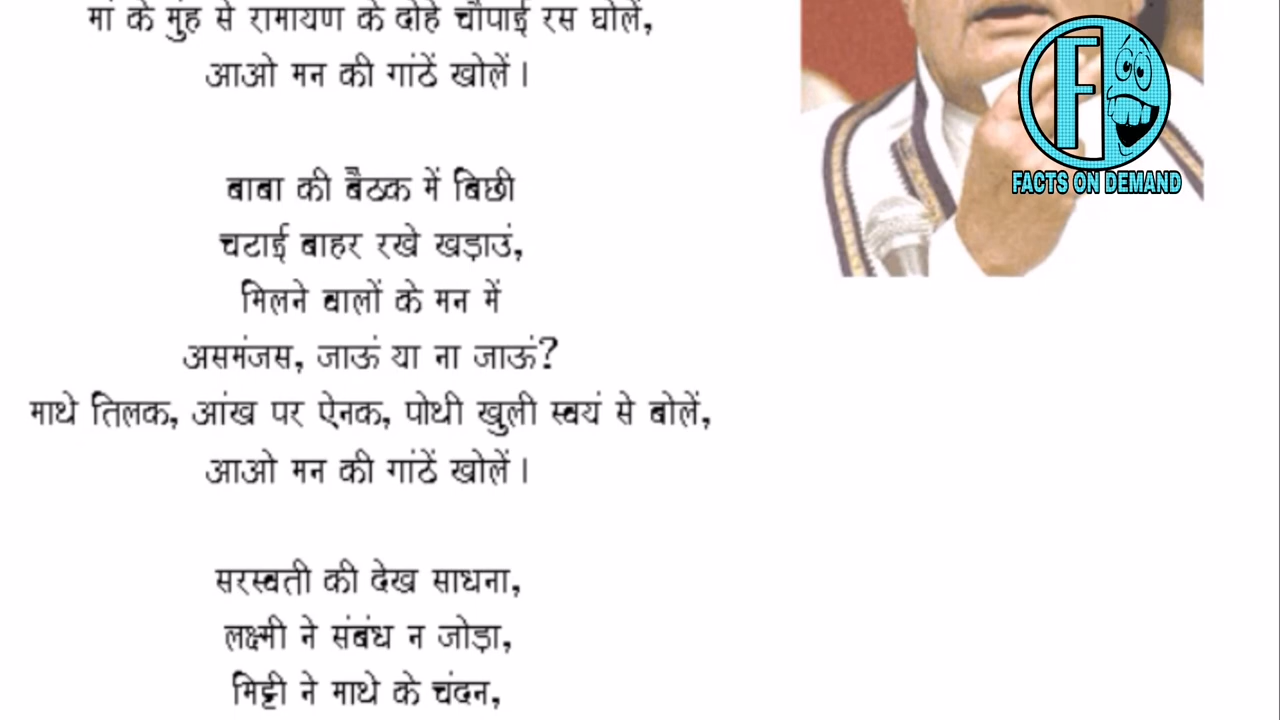 मां के मुंह से रामायण के दोहे चौपाई रस घोलें,
आओ मन की गांठें खोलें।
बाबा की बैठक में बिछी
चटाई बाहर रखे खड़ाउं,
मिलने वालों के मन में
असमंजस, जाऊं या ना जाऊं?
माथे तिलक, आंख पर ऐनक, पोथी खुली स्वयं से बोलें,
आओ मन की गांठें खोलें।
सरस्वती की देख साधना,
लक्ष्मी ने संबंध न जोड़ा,
मिट्टी ने माथे के चंदन,
F
FACTS ON DEMAND